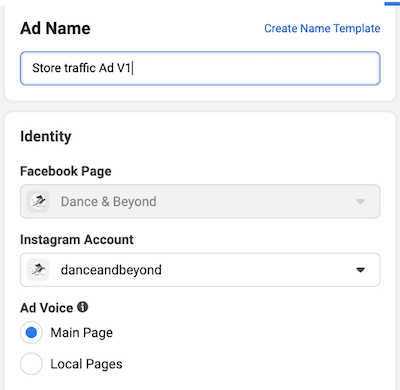 Ad Name
Create Name Template
Store traffic Ad V1
Identity
Facebook Page
Dance & Beyond
Instagram Account
danceandbeyond
Ad Voice
Main Page
Local Pages